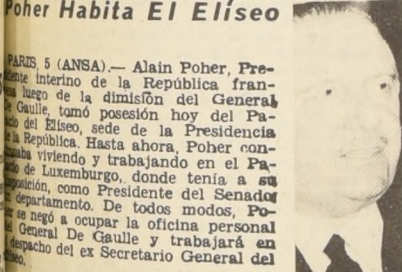 Poher Habita El Elíseo
PARIS, 5 (ANSA).— Alain Poher, Pre-
dente interino de la República fran-
luego de la dimisión del General
De Gaulle, tomó posesión hoy del Pa-
del Elíseo, sede de la Presidencia
la República. Hasta ahora, Poher con-
viviendo y trabajando en el Pa-
de Luxemburgo, donde tenía a su
posición, como Presidente del Senado
departamento. De todos modos, Po-
se negó a ocupar la oficina personal
General De Gaulle y trabajará en
despacho del ex Secretario General del